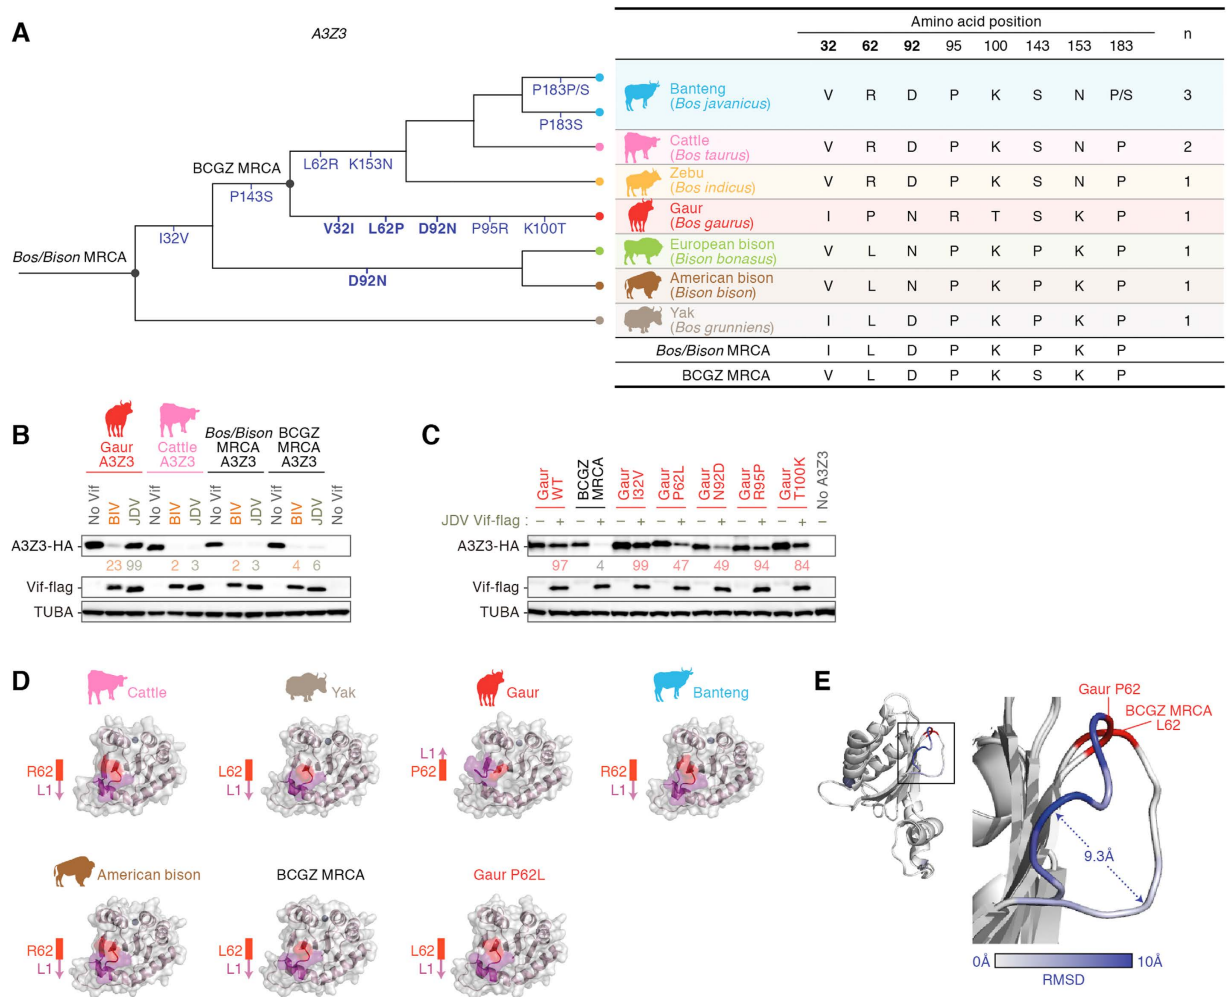 A
A3Z3
P183P/S
P183S
L62R K153N
BCGZ MRCA
P143S
I32V
V32I L62P D92N P95R K100T
Bos/Bison MRCA
D92N
Amino acid position
n
32 62 92 95 100 143 153 183
Banteng
(Bos javanicus)
V R D P K S N P/S 3
Cattle
(Bos taurus)
V R D P K S N P 2
Zebu
(Bos indicus)
V R D P K S N P 1
Gaur
(Bos gaurus)
I P N R T S K P 1
European bison
(Bison bonasus)
V L N P K P K P 1
American bison
(Bison bison)
V L N P K P K P 1
Yak
(Bos grunniens)
I L D P K P K P 1
Bos/Bison MRCA I L D P K P K P
BCGZ MRCA V L D P K S K P
B
Gaur
A3Z3
Cattle
A3Z3
Bos/Bison
MRCA
A3Z3
BCGZ
MRCA
A3Z3
No Vif BIV JDV No Vif BIV JDV No Vif BIV JDV No Vif BIV JDV No Vif
A3Z3-HA
23 99 2 3 2 3 4 6
Vif-flag
TUBA
C
Gaur
WT
BCGZ
MRCA
Gaur
I32V
Gaur
P62L
Gaur
N92D
Gaur
R95P
Gaur
T100K
No A3Z3
JDV Vif-flag : − + − + − + − + − + − + − + −
A3Z3-HA
97 4 99 47 49 94 84
Vif-flag
TUBA
D
Cattle
R62
L1
Yak
L62
L1
Gaur
L1
P62
Banteng
R62
L1
American bison
R62
L1
BCGZ MRCA
L62
L1
Gaur P62L
L62
L1
E
Gaur P62
BCGZ MRCA
L62
9.3Å
0Å 10Å
RMSD